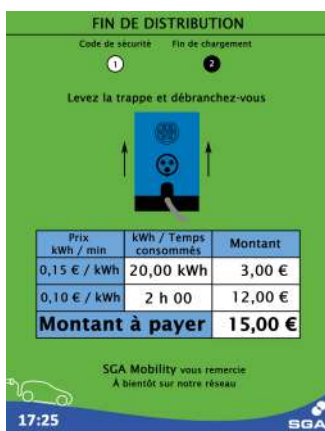 FIN DE DISTRIBUTION
Code de sécurité Fin de chargement
1 2
Levez la trappe et débranchez-vous
Prix kWh / Temps Montant
kWh / min consommés
0,15 € / kWh 20,00 kWh 3,00 €
0,10 € / kWh 2 h 00 12,00 €
Montant à payer 15,00 €
SGA Mobility vous remercie
À bientôt sur notre réseau
17:25 SGA